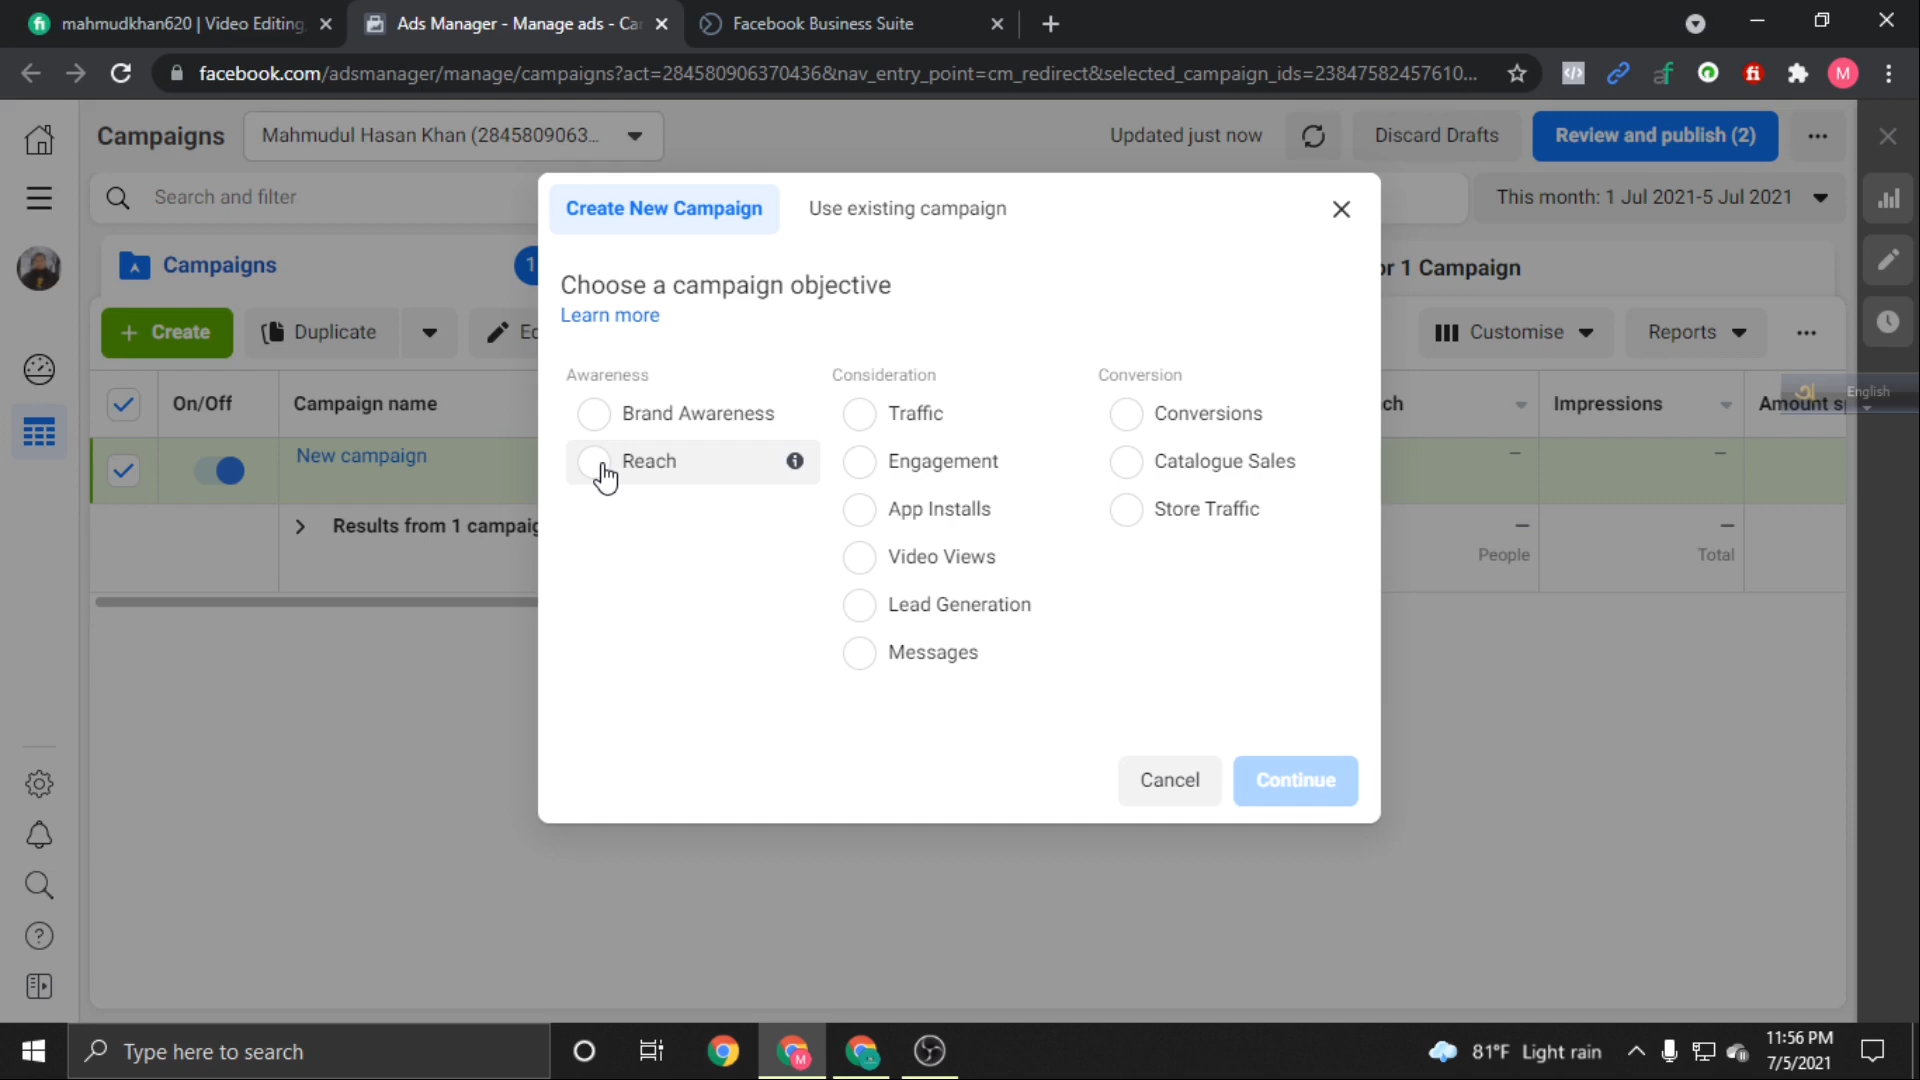 mahmudkhan620 | Video Editing
Ads Manager - Manage ads - Ca
Facebook Business Suite
facebook.com/adsmanager/manage/campaigns?act=284580906370436&nav_entry_point=cm_redirect&selected_campaign_ids=23847582457610...
M
Campaigns
Mahmudul Hasan Khan (2845809063...
Updated just now
Discard Drafts
Review and publish (2)
Search and filter
This month: 1 Jul 2021-5 Jul 2021
Create New Campaign
Use existing campaign
Campaigns
1
or 1 Campaign
Choose a campaign objective
Learn more
Create
Duplicate
Customise
Reports
Awareness
Consideration
Conversion
On/Off
Campaign name
Brand Awareness
Traffic
Conversions
ch
Impressions
Amount s
English
New campaign
Reach
Engagement
Catalogue Sales
App Installs
Store Traffic
Results from 1 campaig
People
Total
Video Views
Lead Generation
Messages
Cancel
Continue
Type here to search
81°F Light rain
11:56 PM
7/5/2021